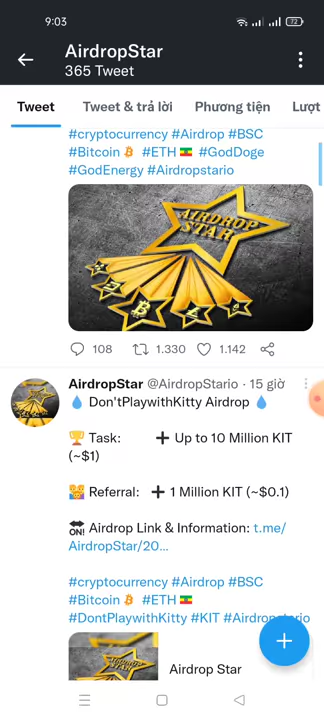 9:03
72
AirdropStar
365 Tweet
Tweet
Tweet & trả lời
Phương tiện
Lượt
#cryptocurrency #Airdrop #BSC
#Bitcoin #ETH #GodDoge
#GodEnergy #Airdropstario
AIRDROP
STAR
108
1.330
1.142
AirdropStar @AirdropStario · 15 giờ
💧 Don'tPlaywithKitty Airdrop 💧
🏆 Task: ➕ Up to 10 Million KIT
(~$1)
Referral: ➕ 1 Million KIT (~$0.1)
🔛 Airdrop Link & Information: t.me/
AirdropStar/20...
#cryptocurrency #Airdrop #BSC
#Bitcoin #ETH
#DontPlaywithKitty #KIT #Airdropstario
Airdrop Star